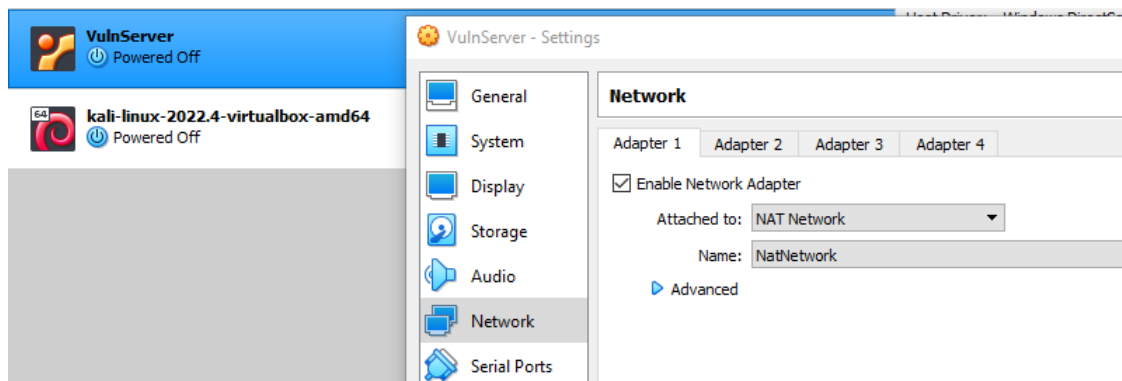 VulnServer
Powered Off
64
kali-linux-2022.4-virtualbox-amd64
Powered Off
VulnServer - Settings
General
System
Display
Storage
Audio
Network
Serial Ports
Network
Adapter 1 Adapter 2 Adapter 3 Adapter 4
Enable Network Adapter
Attached to: NAT Network
Name: NatNetwork
Advanced